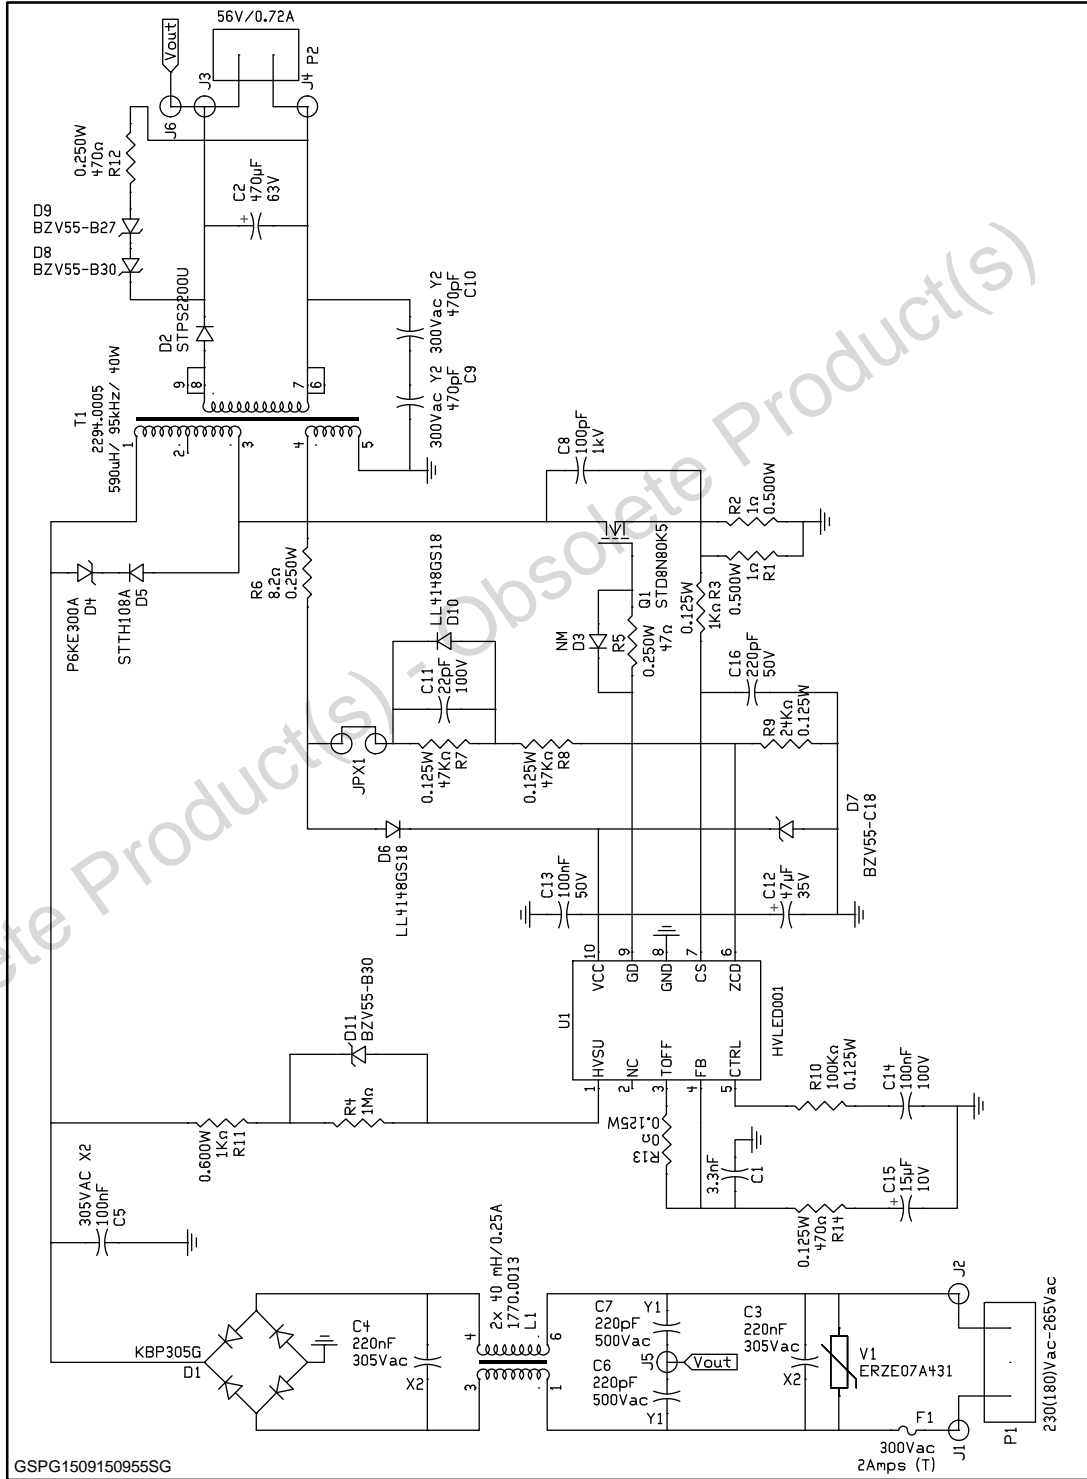 56V/0.72A
P2
Vout
J6
J3
J4
0.250W
470Ω
R12
D9
BZV55-B27
D8
BZV55-B30
C2
470µF
63V
+
D2
STPS2200U
300Vac Y2
470pF
C10
300Vac Y2
470pF
C9
T1
2294.0005
590uH/ 95kHz/ 40W
1
2
3
4
5
6
7
8
9
P6KE300A
D4
STTH108A
D5
R6
8.2Ω
0.250W
C8
100pF
1kV
LL4148GS18
D10
C11
22pF
100V
JPX1
0.125W
47KΩ
R7
0.125W
47KΩ
R8
NM
D3
R5
0.250W
47Ω
Q1
STD8N80K5
0.125W
1KΩ R3
0.500W
1Ω
R1
R2
1Ω
0.500W
C16
220pF
50V
R9
24KΩ
0.125W
D6
LL4148GS18
D7
BZV55-C18
C13
100nF
50V
C12
47µF
35V
+
U1
HVLED001
VCC 10
GD 9
GND 8
CS 7
ZCD 6
1 HVSU
2 NC
3 TOFF
4 FB
5 CTRL
D11
BZV55-B30
R4
1MΩ
0.600W
1KΩ
R11
R13
0Ω
0.125W
3.3nF
C1
R10
100KΩ
0.125W
C14
100nF
100V
0.125W
470Ω
R14
C15
15µF
10V
+
305VAC X2
100nF
C5
KBP305G
D1
C4
220nF
305Vac
X2
2x 40 mH/0.25A
1770.0013
L1
4
3
6
1
C7
220pF
500Vac
Y1
J5
Vout
C6
220pF
500Vac
Y1
C3
220nF
305Vac
X2
V1
ERZE07A431
F1
300Vac
2Amps (T)
J2
J1
P1
230(180)Vac-265Vac
GSPG1509150955SG
ete Product(s) - Obsolete Product(s)